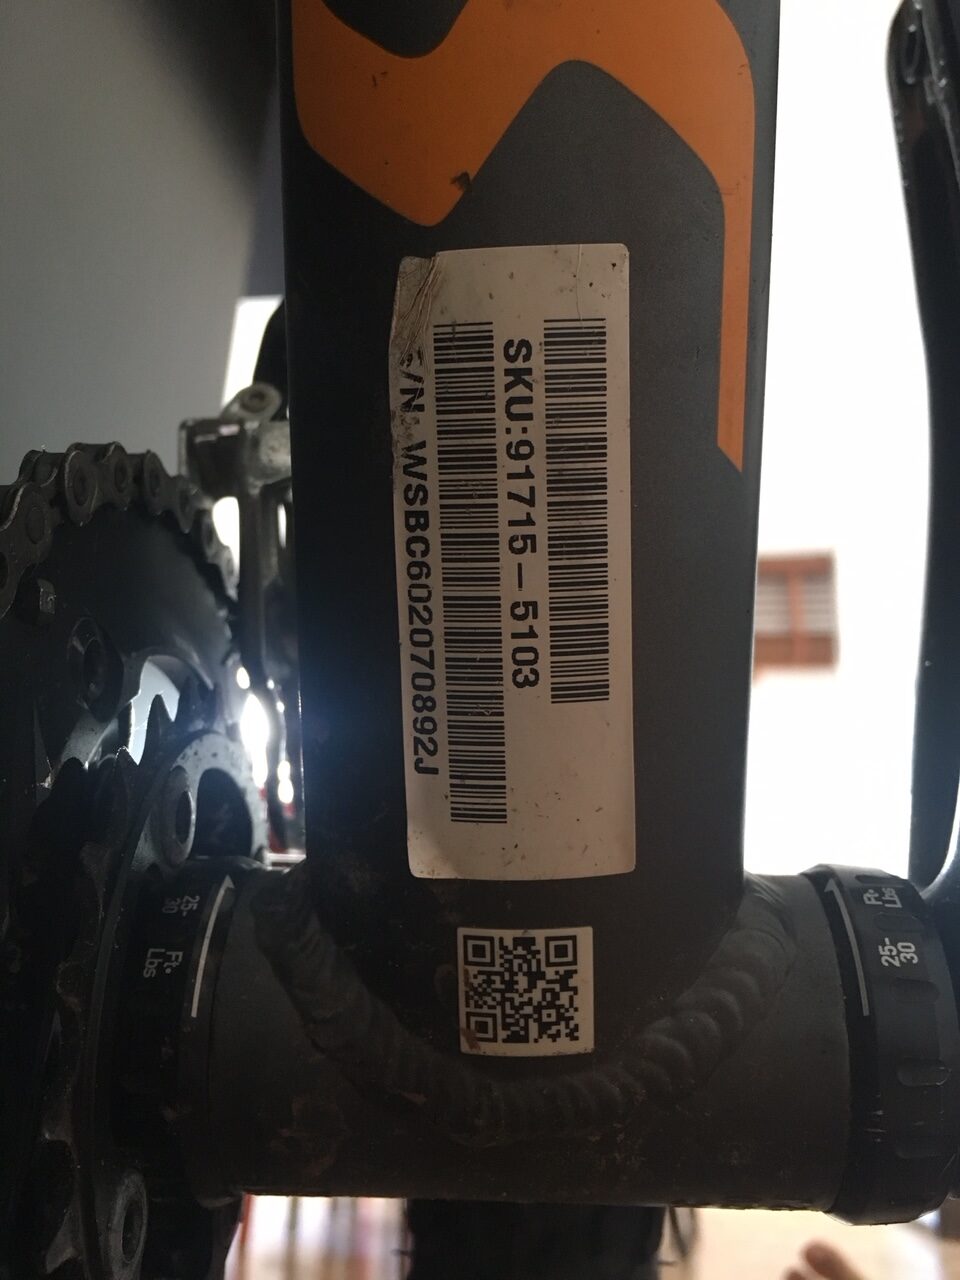 SKU:91715-5103
S/N: WSBC602070892J
25-
30
Ft.
Lbs
Ft.
Lbs
25-
30